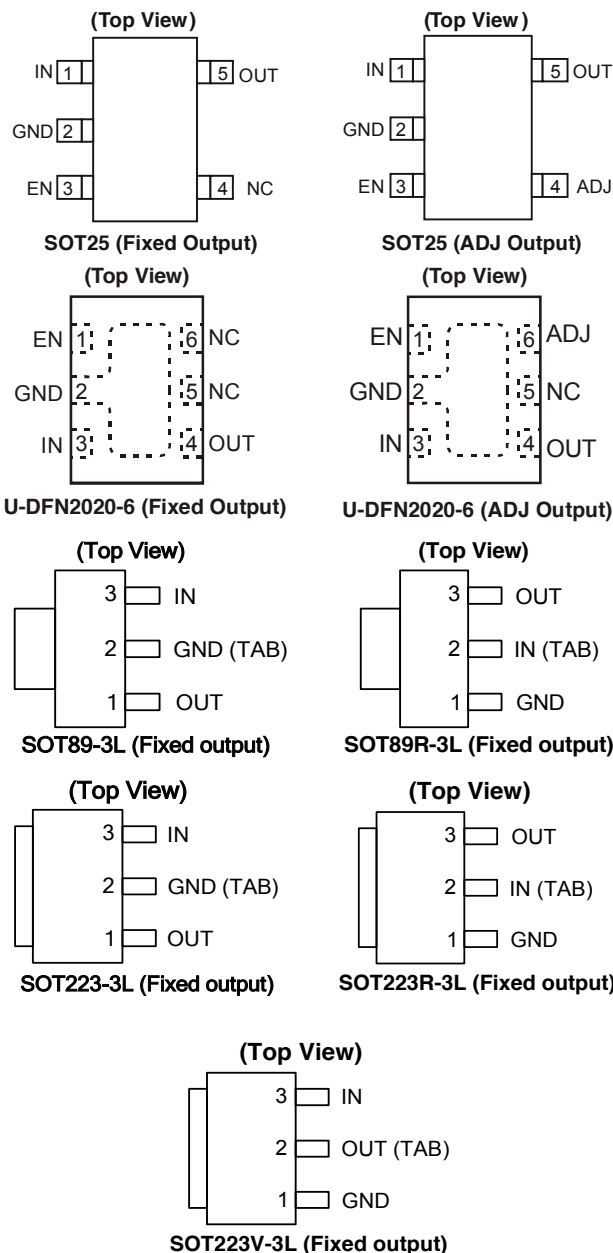 (Top View) (Top View)
IN 1 5 OUT IN 1 5 OUT
GND 2 GND 2
EN 3 4 NC EN 3 4 ADJ
SOT25 (Fixed Output) SOT25 (ADJ Output)
(Top View) (Top View)
EN 1 6 NC EN 1 6 ADJ
GND 2 5 NC GND 2 5 NC
IN 3 4 OUT IN 3 4 OUT
U-DFN2020-6 (Fixed Output) U-DFN2020-6 (ADJ Output)
(Top View) (Top View)
3 IN 3 OUT
2 GND (TAB) 2 IN (TAB)
1 OUT 1 GND
SOT89-3L (Fixed output) SOT89R-3L (Fixed output)
(Top View) (Top View)
3 IN 3 OUT
2 GND (TAB) 2 IN (TAB)
1 OUT 1 GND
SOT223-3L (Fixed output) SOT223R-3L (Fixed output)
(Top View)
3 IN
2 OUT (TAB)
1 GND
SOT223V-3L (Fixed output)